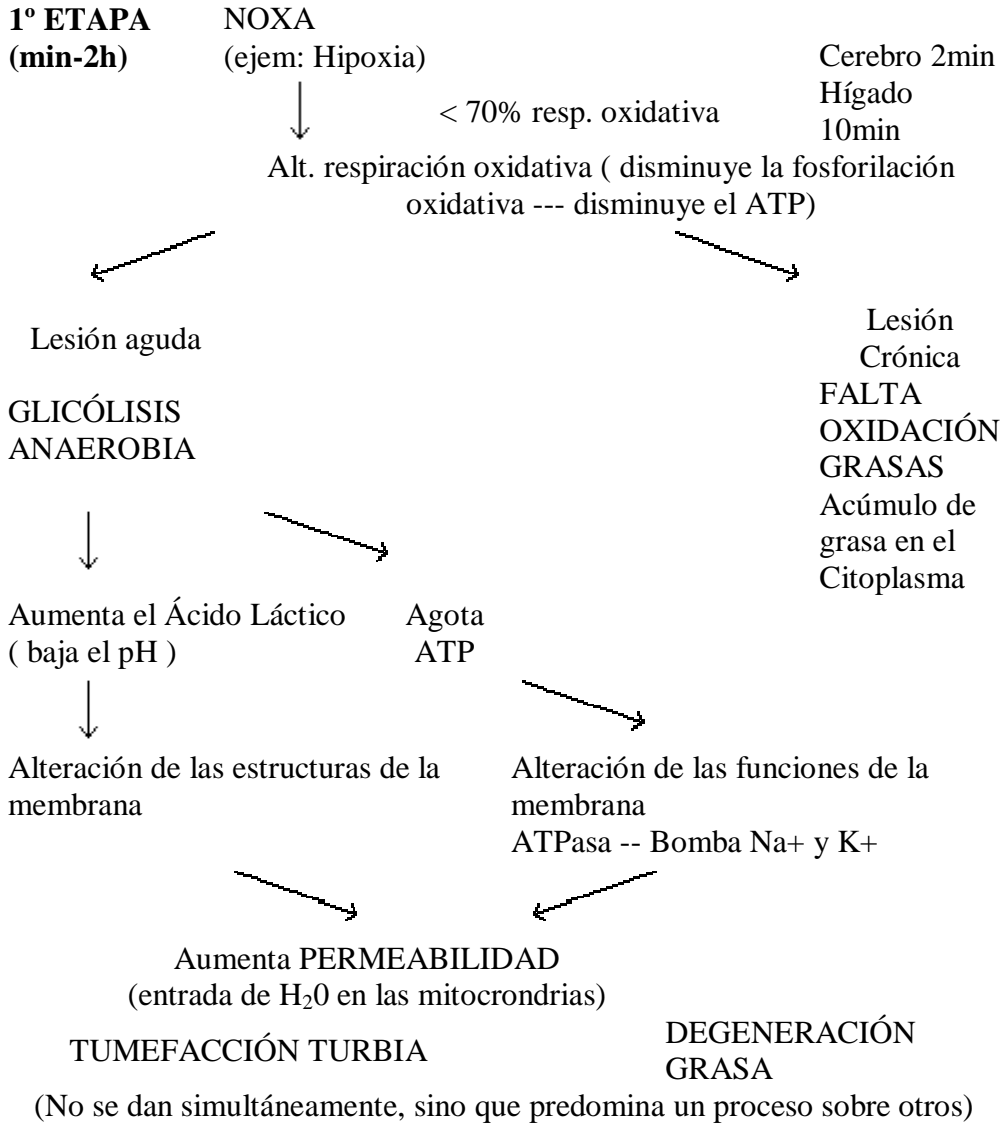 1º ETAPA
(min-2h)
NOXA
(ejem: Hipoxia)
Cerebro 2min
Hígado
10min
< 70% resp. oxidativa
Alt. respiración oxidativa ( disminuye la fosforilación
oxidativa --- disminuye el ATP)
Lesión aguda
GLICÓLISIS
ANAEROBIA
Lesión
Crónica
FALTA
OXIDACIÓN
GRASAS
Acúmulo de
grasa en el
Citoplasma
Aumenta el Ácido Láctico
( baja el pH )
Agota
ATP
Alteración de las estructuras de la
membrana
Alteración de las funciones de la
membrana
ATPasa -- Bomba Na+ y K+
Aumenta PERMEABILIDAD
(entrada de H₂0 en las mitocrondrias)
TUMEFACCIÓN TURBIA
DEGENERACIÓN
GRASA
(No se dan simultáneamente, sino que predomina un proceso sobre otros)